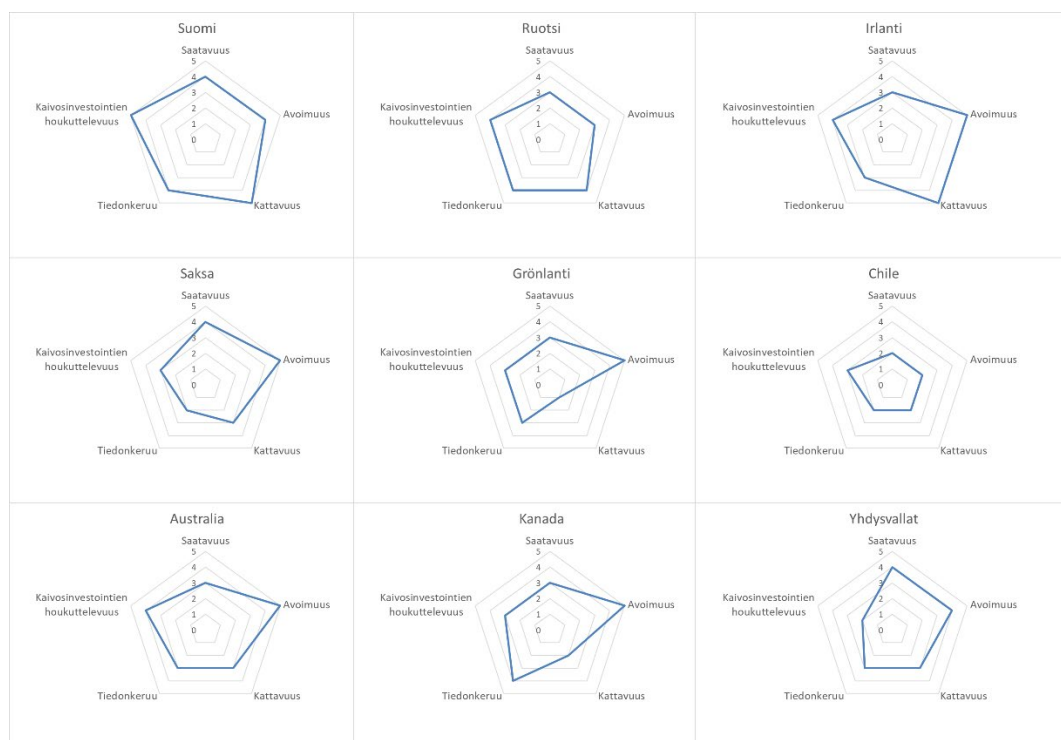 Suomi
Saatavuus
5
4
3
2
1
0
Avoimuus
Kattavuus
Tiedonkeruu
Kaivosinvestointien
houkuttelevuus
Ruotsi
Saatavuus
5
4
3
2
1
0
Avoimuus
Kattavuus
Tiedonkeruu
Kaivosinvestointien
houkuttelevuus
Irlanti
Saatavuus
5
4
3
2
1
0
Avoimuus
Kattavuus
Tiedonkeruu
Kaivosinvestointien
houkuttelevuus
Saksa
Saatavuus
5
4
3
2
1
0
Avoimuus
Kattavuus
Tiedonkeruu
Kaivosinvestointien
houkuttelevuus
Grönlanti
Saatavuus
5
4
3
2
1
0
Avoimuus
Kattavuus
Tiedonkeruu
Kaivosinvestointien
houkuttelevuus
Chile
Saatavuus
5
4
3
2
1
0
Avoimuus
Kattavuus
Tiedonkeruu
Kaivosinvestointien
houkuttelevuus
Australia
Saatavuus
5
4
3
2
1
0
Avoimuus
Kattavuus
Tiedonkeruu
Kaivosinvestointien
houkuttelevuus
Kanada
Saatavuus
5
4
3
2
1
0
Avoimuus
Kattavuus
Tiedonkeruu
Kaivosinvestointien
houkuttelevuus
Yhdysvallat
Saatavuus
5
4
3
2
1
0
Avoimuus
Kattavuus
Tiedonkeruu
Kaivosinvestointien
houkuttelevuus